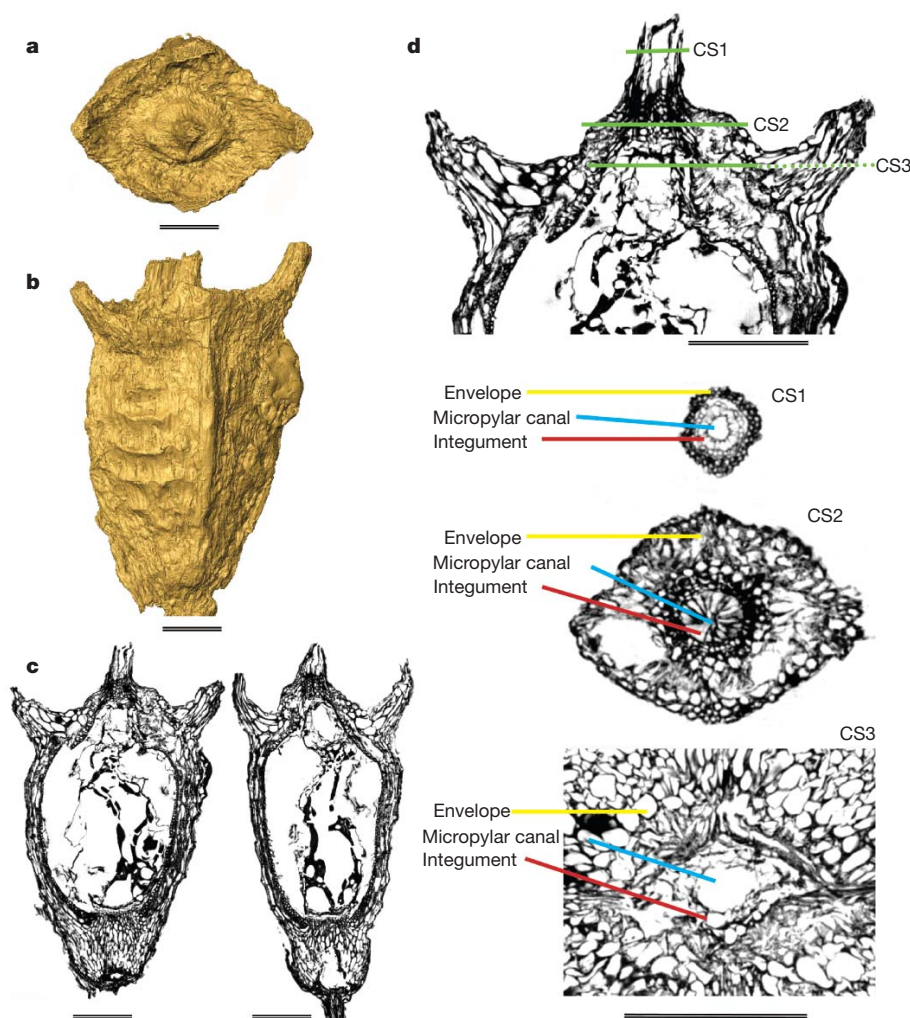 a
b
c
d
CS1
CS2
CS3
Envelope
CS1
Micropylar canal
Integument
CS2
Envelope
Micropylar canal
Integument
CS3
Envelope
Micropylar canal
Integument